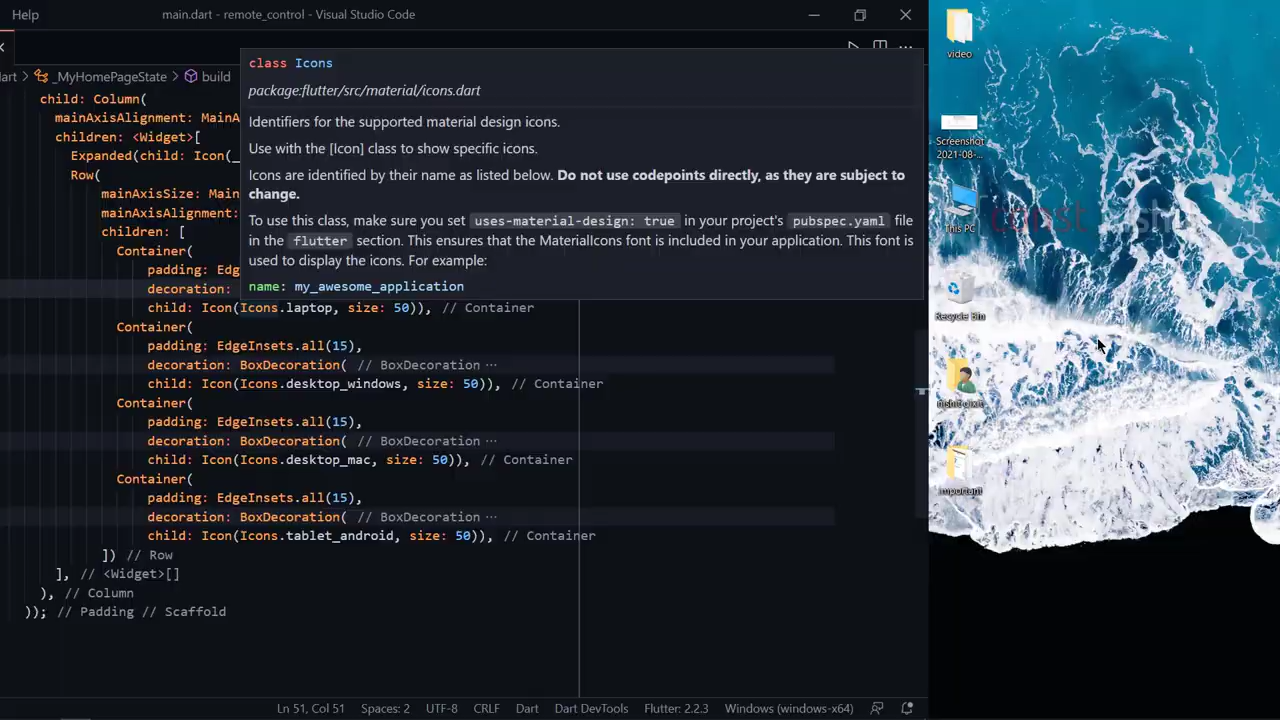 Help
main.dart - remote_control - Visual Studio Code
art > _MyHomePageState > build
child: Column(
mainAxisAlignment: MainA
children: <Widget>[
Expanded(child: Icon(_
Row(
mainAxisSize: Main
mainAxisAlignment:
children: [
Container(
padding: Edg
decoration:
child: Icon(Icons.laptop, size: 50)), // Container
Container(
padding: EdgeInsets.all(15),
decoration: BoxDecoration( // BoxDecoration ...
child: Icon(Icons.desktop_windows, size: 50)), // Container
Container(
padding: EdgeInsets.all(15),
decoration: BoxDecoration( // BoxDecoration ...
child: Icon(Icons.desktop_mac, size: 50)), // Container
Container(
padding: EdgeInsets.all(15),
decoration: BoxDecoration( // BoxDecoration ...
child: Icon(Icons.tablet_android, size: 50)), // Container
]) // Row
], // <Widget>[]
), // Column
)); // Padding // Scaffold
class Icons
package:flutter/src/material/icons.dart
Identifiers for the supported material design icons.
Use with the [Icon] class to show specific icons.
Icons are identified by their name as listed below. Do not use codepoints directly, as they are subject to
change.
To use this class, make sure you set uses-material-design: true in your project's pubspec.yaml file
in the flutter section. This ensures that the MaterialIcons font is included in your application. This font is
used to display the icons. For example:
name: my_awesome_application
Ln 51, Col 51
Spaces: 2
UTF-8
CRLF
Dart
Dart DevTools
Flutter: 2.2.3
Windows (windows-x64)
video
Screenshot
2021-08-...
This PC
const
Recycle Bin
important